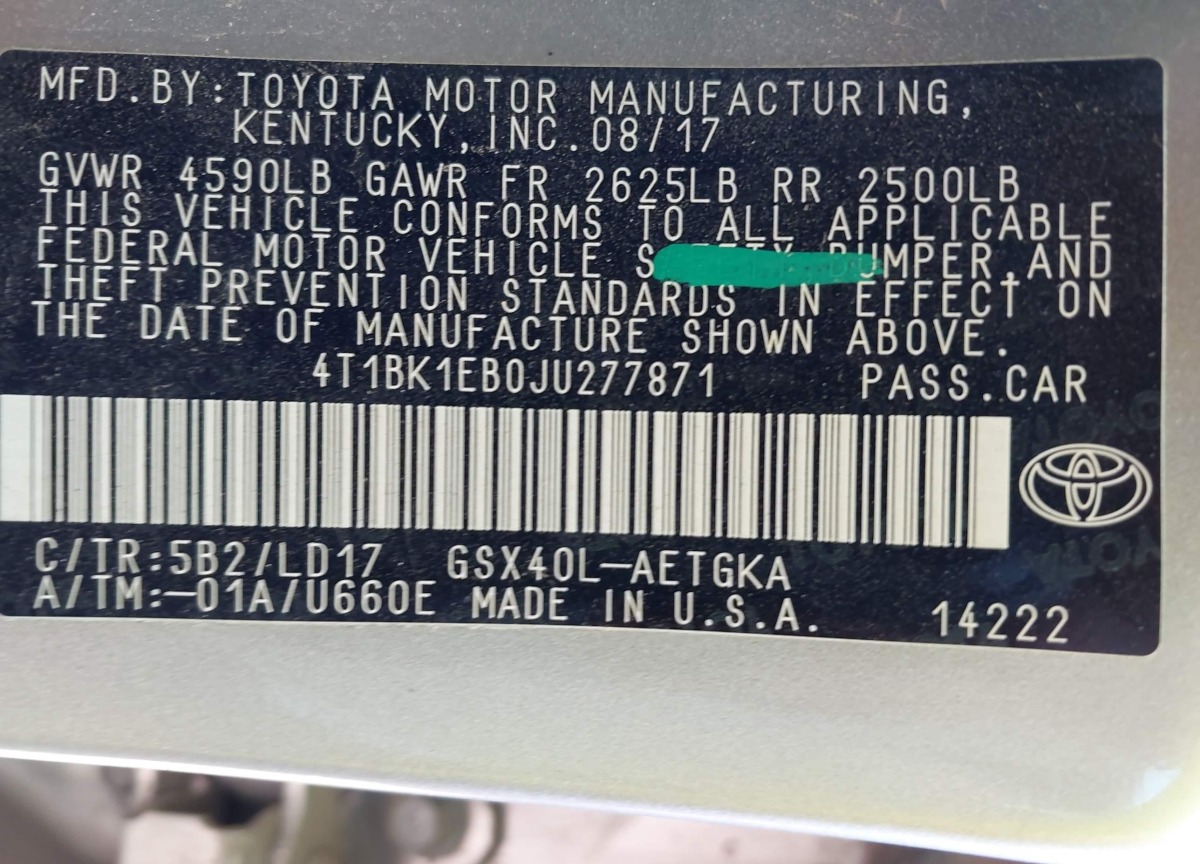 MFD.BY:TOYOTA MOTOR MANUFACTURING,
KENTUCKY,INC.08/17
GVWR 4590LB GAWR FR 2625LB RR 2500LB
THIS VEHICLE CONFORMS TO ALL APPLICABLE
FEDERAL MOTOR VEHICLE SAFETY BUMPER,AND
THEFT PREVENTION STANDARDS IN EFFECT ON
THE DATE OF MANUFACTURE SHOWN ABOVE.
4T1BK1EB0JU277871 PASS.CAR
C/TR:5B2/LD17 GSX40L-AETGKA
A/TM:-01A/U660E MADE IN U.S.A. 14222